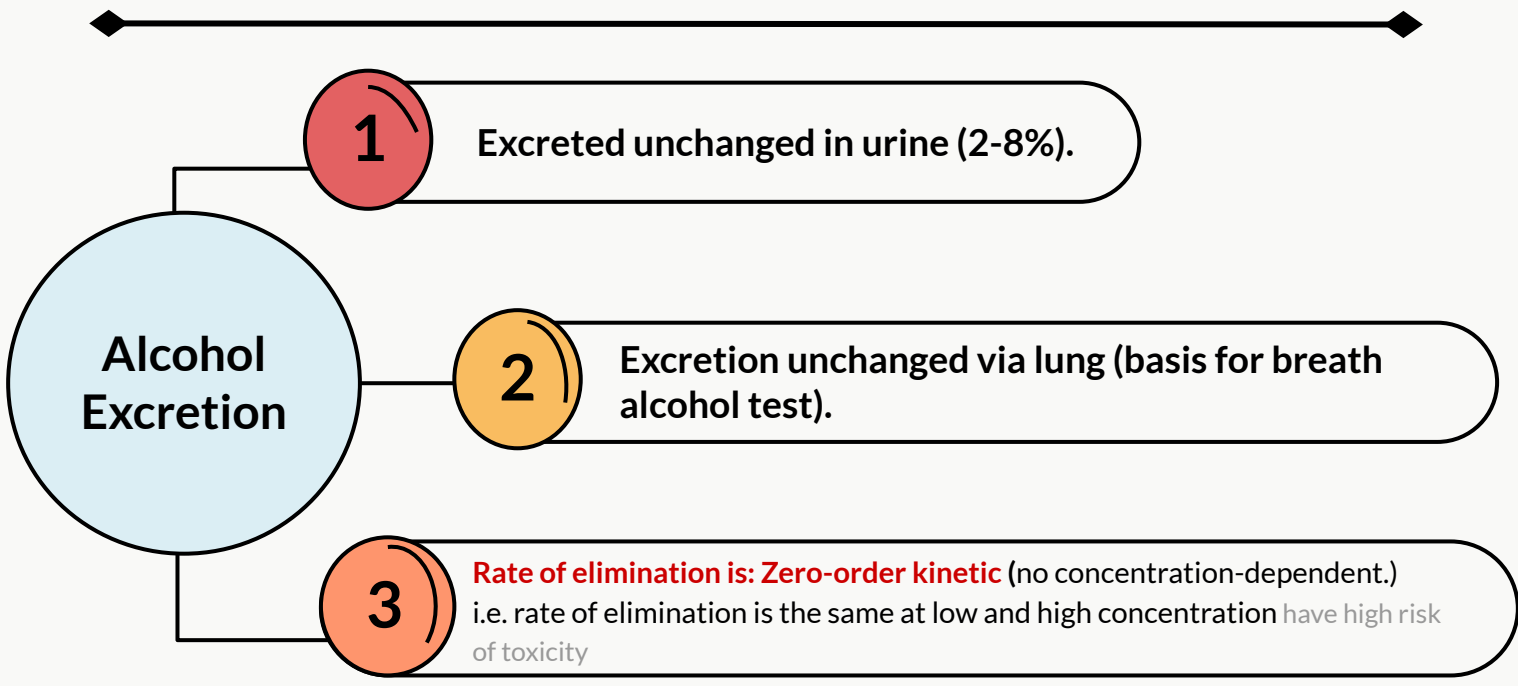 1
Excreted unchanged in urine (2-8%).
Alcohol
Excretion
2
Excretion unchanged via lung (basis for breath
alcohol test).
3
Rate of elimination is: Zero-order kinetic (no concentration-dependent.)
i.e. rate of elimination is the same at low and high concentration have high risk
of toxicity